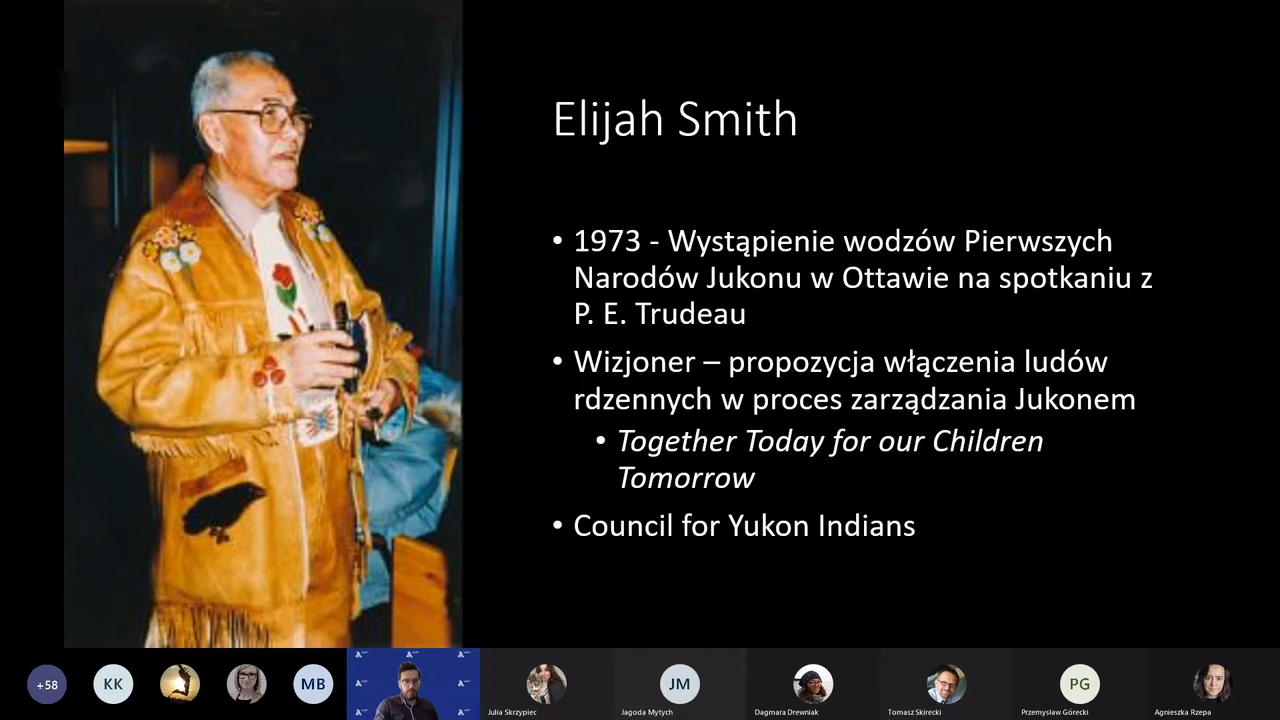 Elijah Smith
• 1973 - Wystąpienie wodzów Pierwszych
Narodów Jukonu w Ottawie na spotkaniu z
P. E. Trudeau
• Wizjoner – propozycja włączenia ludów
rdzennych w proces zarządzania Jukonem
• Together Today for our Children
Tomorrow
• Council for Yukon Indians
+58
KK
MB
JM
PG
Julia Skrzypiec
Jagoda Mytych
Dagmara Drewniak
Tomasz Skirecki
Przemysław Górecki
Agnieszka Rzepa